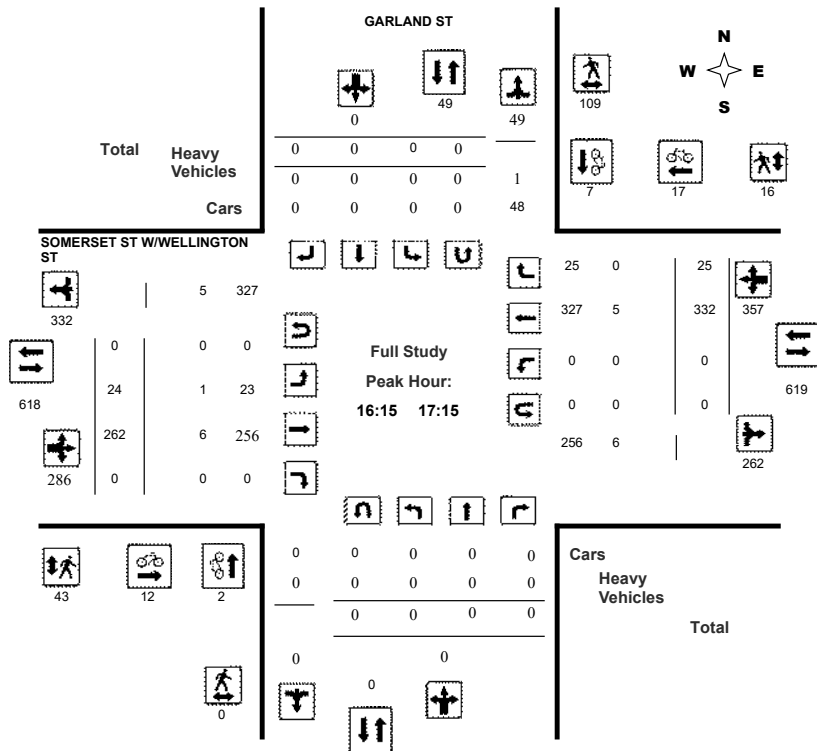 GARLAND ST
N
W E
S
49
109
0
49
Total
Heavy
Vehicles
0 0 0 0
0 0 0 0 1
Cars
0 0 0 0 48
7
17
16
SOMERSET ST W/WELLINGTON
ST
5 327
332
25 0 25
327 5 332 357
0 0 0
24 1 23
618
Full Study
Peak Hour:
16:15 17:15
0 0 0
619
0 0 0
262 6 256
256 6
262
286
0 0 0
43
12
2
0 0 0 0 0
Cars
0 0 0 0 0
Heavy
Vehicles
0 0 0 0
Total
0
0
0
0